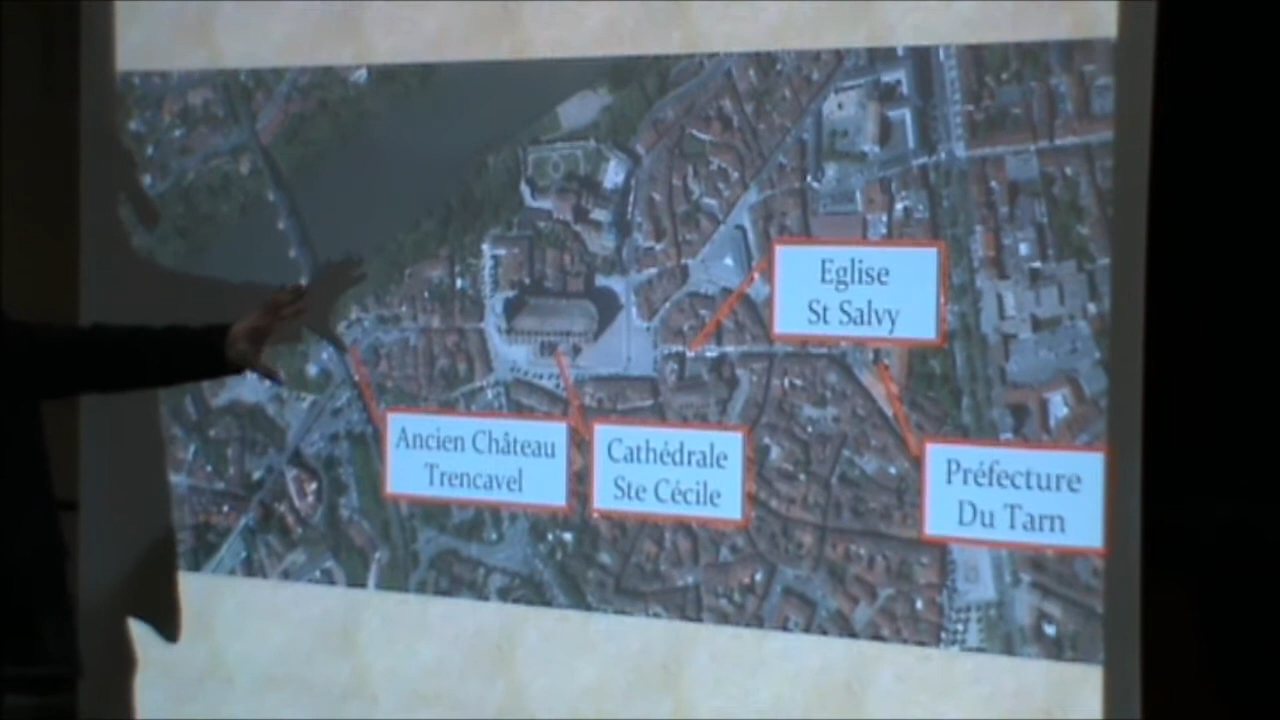 Eglise
St Salvy
Ancien Château
Trencavel
Cathédrale
Ste Cécile
Préfecture
Du Tarn